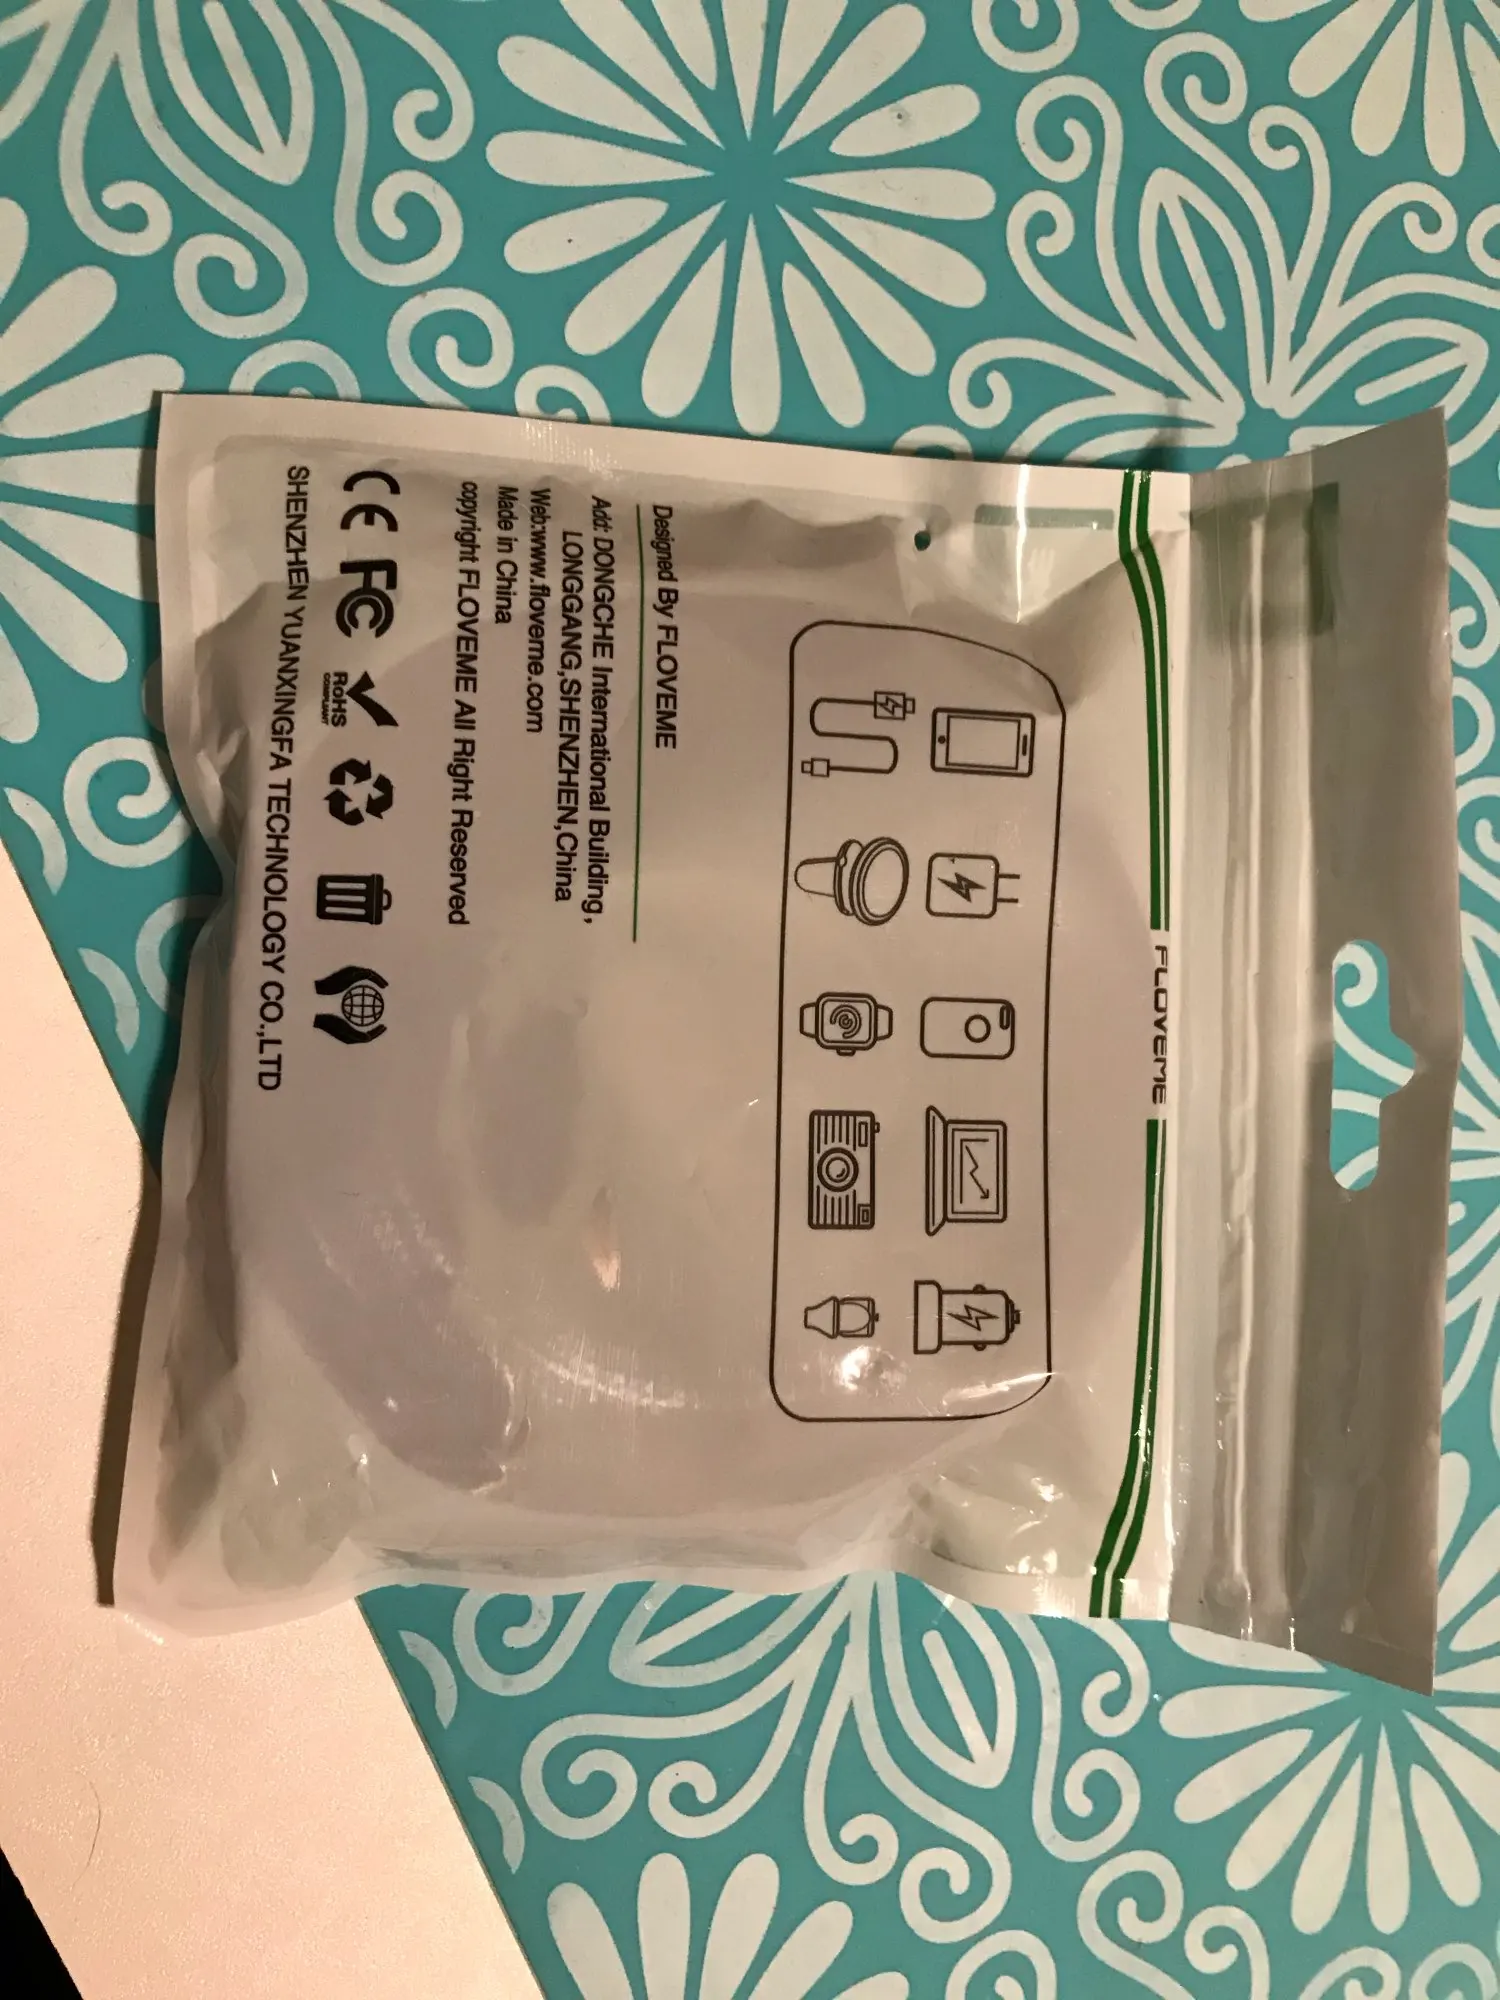 FLOVEME
Designed By FLOVEME
Add: DONGCHE International Building,
LONGGANG,SHENZHEN,China
Web:www.floveme.com
Made in China
copyright FLOVEME All Right Reserved
CE FC RoHS
COMPLIANT
SHENZHEN YUANXINGFA TECHNOLOGY CO.,LTD